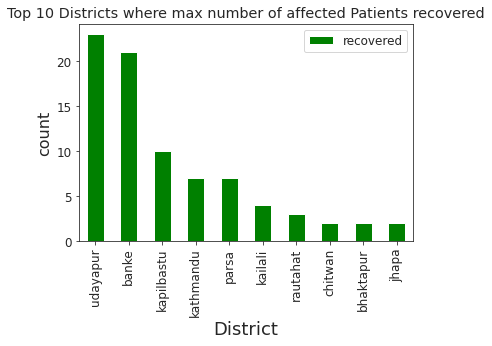 Top 10 Districts where max number of affected Patients recovered
recovered
count
20
15
10
5
0
udayapur
banke
kapilbastu
kathmandu
parsa
kailali
rautahat
chitwan
bhaktapur
jhapa
District